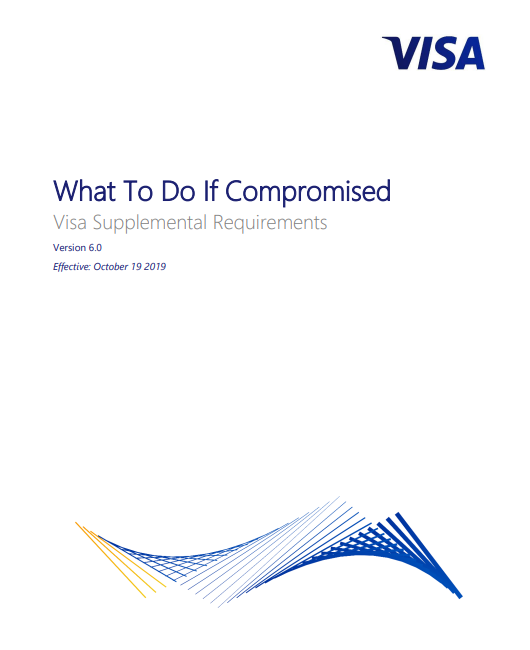 VISA
What To Do If Compromised
Visa Supplemental Requirements
Version 6.0
Effective: October 19 2019